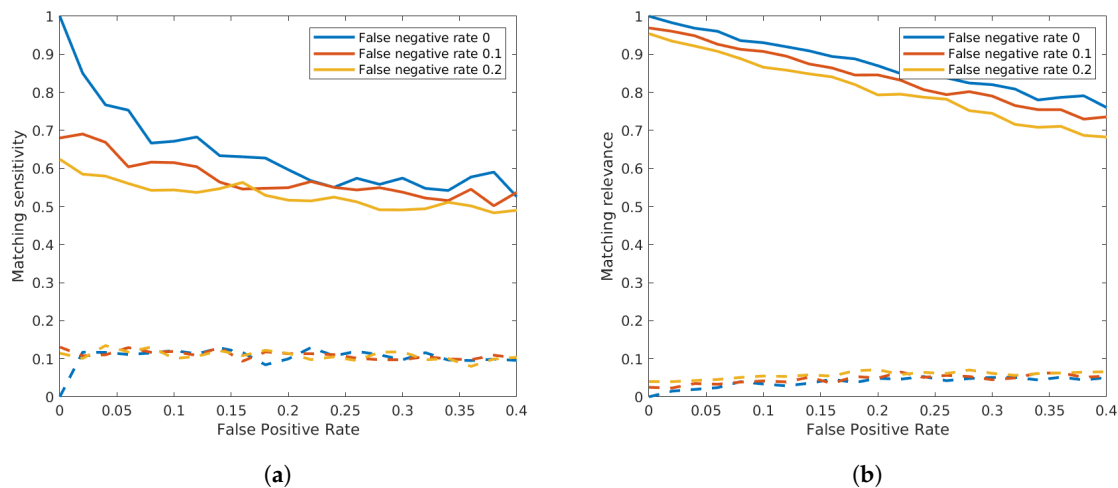 1
0.9
0.8
0.7
0.6
0.5
0.4
0.3
0.2
0.1
0
Matching sensitivity
False negative rate 0
False negative rate 0.1
False negative rate 0.2
0 0.05 0.1 0.15 0.2 0.25 0.3 0.35 0.4
False Positive Rate
(a)
1
0.9
0.8
0.7
0.6
0.5
0.4
0.3
0.2
0.1
0
Matching relevance
False negative rate 0
False negative rate 0.1
False negative rate 0.2
0 0.05 0.1 0.15 0.2 0.25 0.3 0.35 0.4
False Positive Rate
(b)